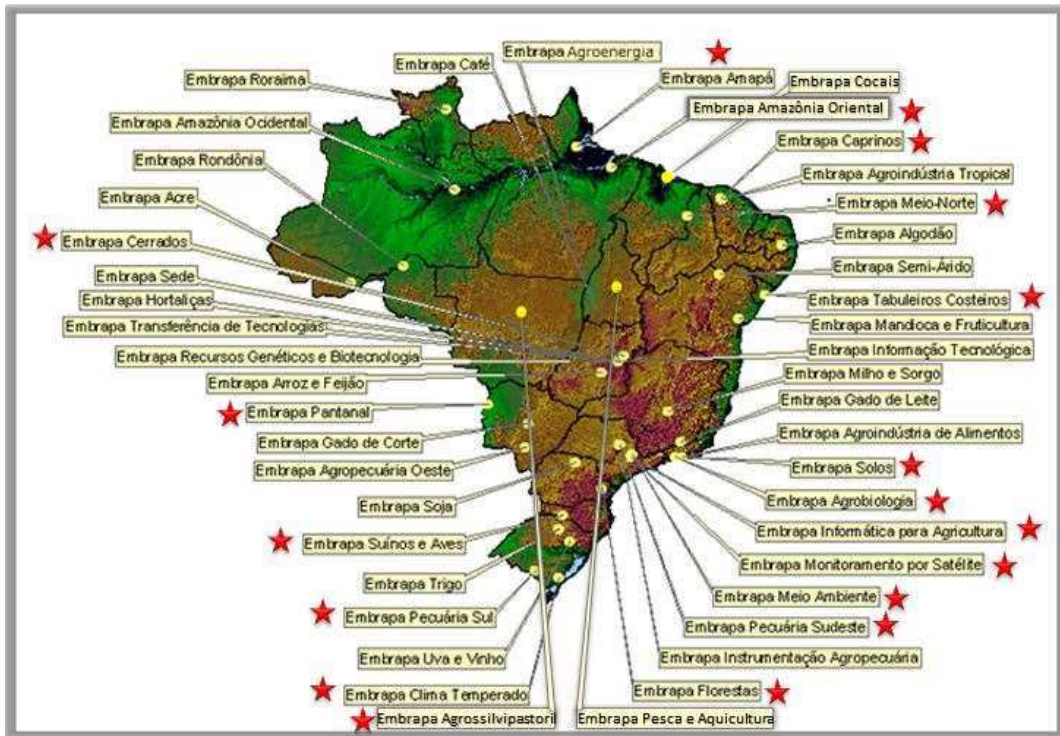 Embrapa Agroenergia
Embrapa Café
Embrapa Roraima
Embrapa Amapá
Embrapa Cocais
Embrapa Amazônia Oriental
Embrapa Amazônia Ocidental
Embrapa Caprinos
Embrapa Rondônia
Embrapa Agroindústria Tropical
Embrapa Acre
Embrapa Meio-Norte
Embrapa Cerrados
Embrapa Algodão
Embrapa Sede
Embrapa Semi-Árido
Embrapa Hortaliças
Embrapa Tabuleiros Costeiros
Embrapa Transferência de Tecnologias
Embrapa Mandioca e Fruticultura
Embrapa Recursos Genéticos e Biotecnologia
Embrapa Informação Tecnológica
Embrapa Arroz e Feijão
Embrapa Milho e Sorgo
Embrapa Pantanal
Embrapa Gado de Leite
Embrapa Gado de Corte
Embrapa Agroindústria de Alimentos
Embrapa Agropecuária Oeste
Embrapa Solos
Embrapa Soja
Embrapa Agrobiologia
Embrapa Informática para Agricultura
Embrapa Suínos e Aves
Embrapa Monitoramento por Satélite
Embrapa Trigo
Embrapa Meio Ambiente
Embrapa Pecuária Sul
Embrapa Pecuária Sudeste
Embrapa Uva e Vinho
Embrapa Instrumentação Agropecuária
Embrapa Clima Temperado
Embrapa Florestas
Embrapa Agrossilvipastoril
Embrapa Pesca e Aquicultura